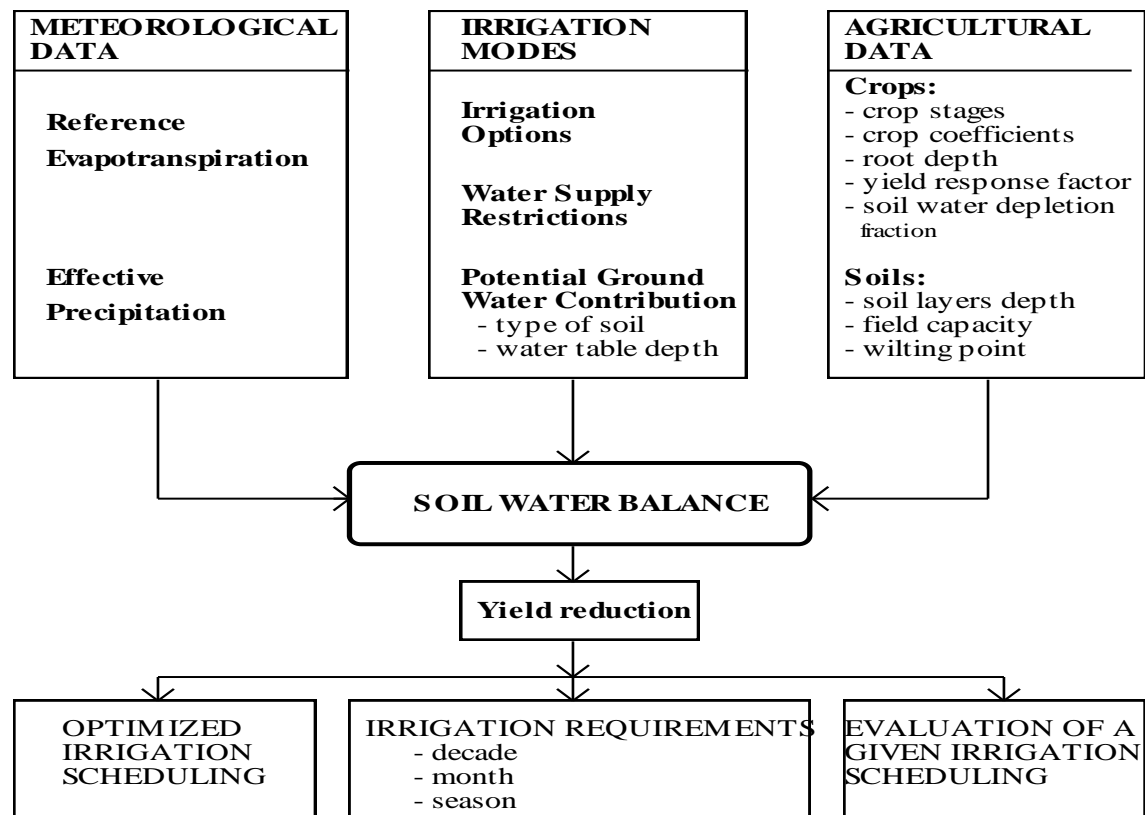 METEOROLOGICAL
DATA
Reference
Evapotranspiration
Effective
Precipitation
IRRIGATION
MODES
Irrigation
Options
Water Supply
Restrictions
Potential Ground
Water Contribution
- type of soil
- water table depth
AGRICULTURAL
DATA
Crops:
- crop stages
- crop coefficients
- root depth
- yield response factor
- soil water depletion
fraction
Soils:
- soil layers depth
- field capacity
- wilting point
SOIL WATER BALANCE
Yield reduction
OPTIMIZED
IRRIGATION
SCHEDULING
IRRIGATION REQUIREMENTS
- decade
- month
- season
EVALUATION OF A
GIVEN IRRIGATION
SCHEDULING